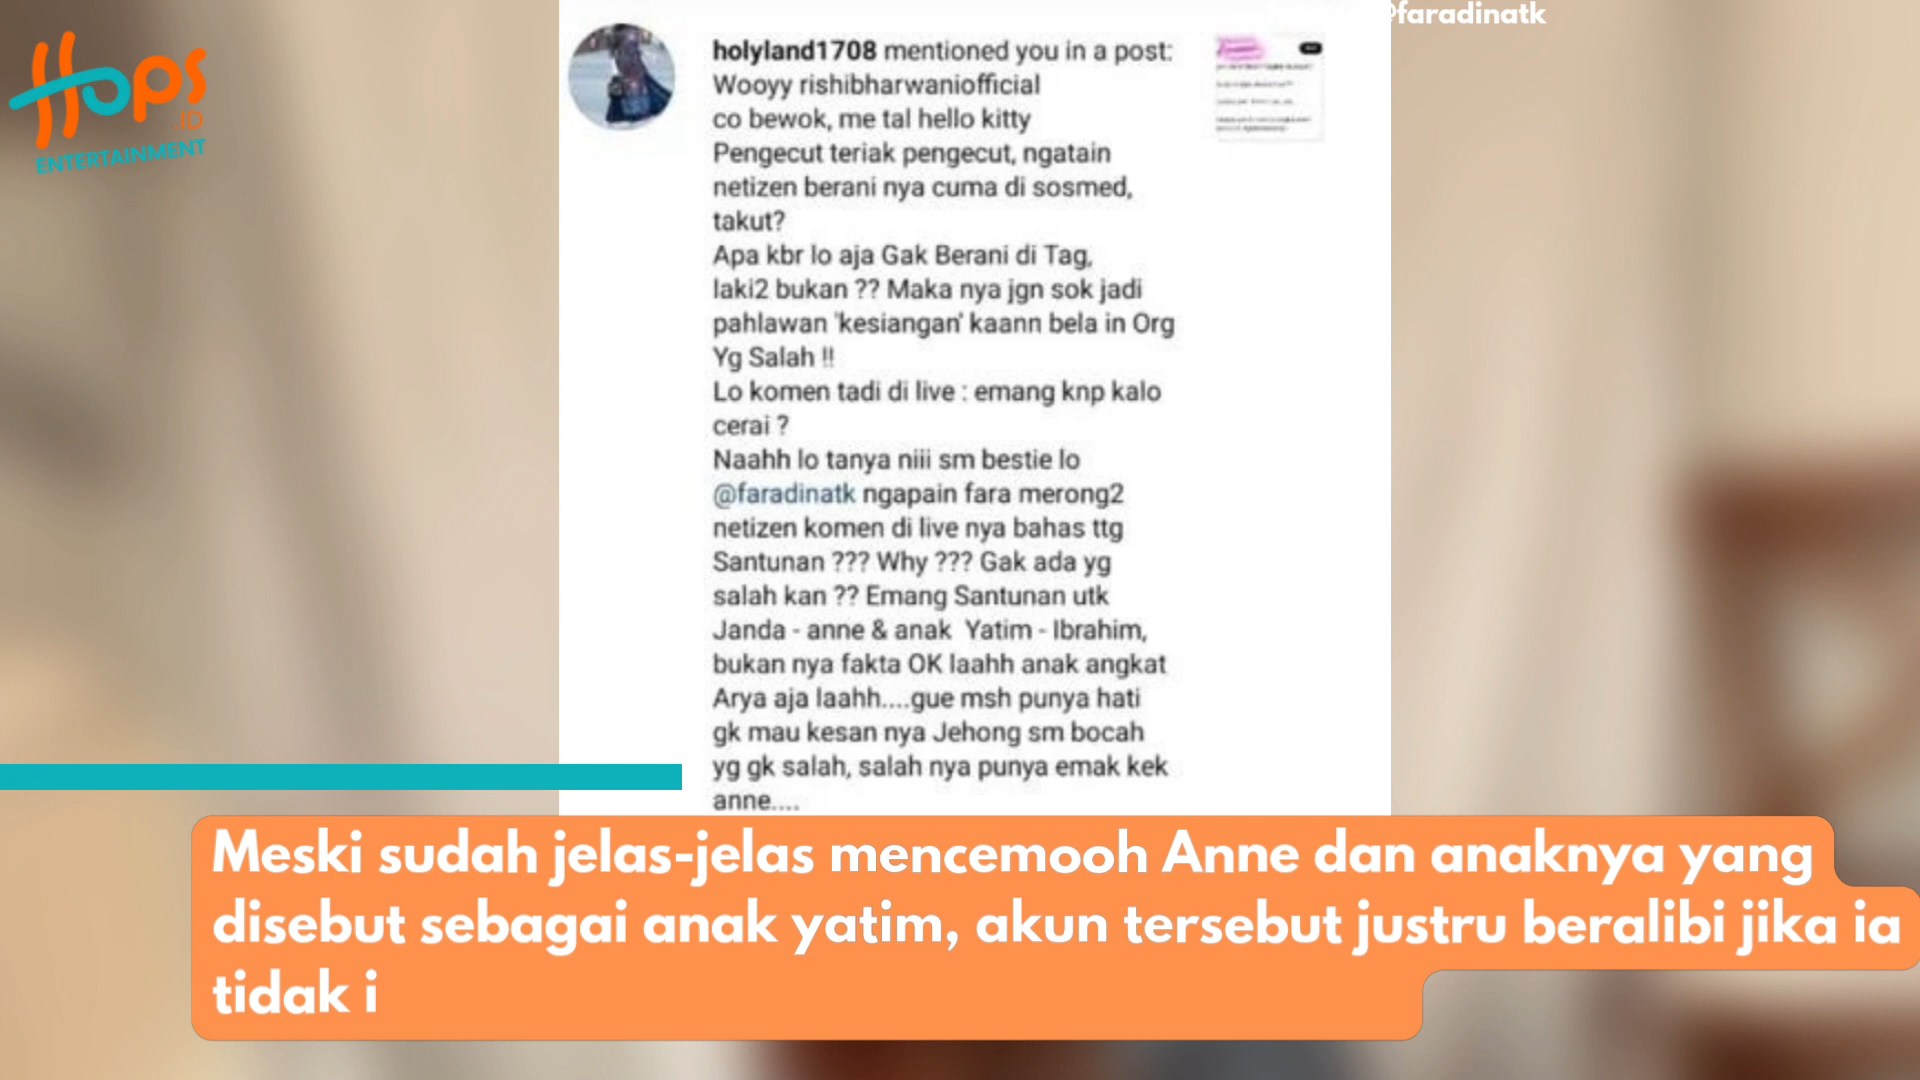 @faradinatk
Hops
.ID
ENTERTAINMENT
holyland1708 mentioned you in a post:
Wooyy rishibharwaniofficial
co bewok, me tal hello kitty
Pengecut teriak pengecut, ngatain
netizen berani nya cuma di sosmed,
takut?
Apa kbr lo aja Gak Berani di Tag,
laki2 bukan ?? Maka nya jgn sok jadi
pahlawan 'kesiangan' kaann bela in Org
Yg Salah !!
Lo komen tadi di live : emang knp kalo
cerai ?
Naahh lo tanya niii sm bestie lo
@faradinatk ngapain fara merong2
netizen komen di live nya bahas ttg
Santunan ??? Why ??? Gak ada yg
salah kan ?? Emang Santunan utk
Janda - anne & anak Yatim - Ibrahim,
bukan nya fakta OK laahh anak angkat
Arya aja laahh....gue msh punya hati
gk mau kesan nya Jehong sm bocah
yg gk salah, salah nya punya emak kek
anne....
Meski sudah jelas-jelas mencemooh Anne dan anaknya yang
disebut sebagai anak yatim, akun tersebut justru beralibi jika ia
tidak i